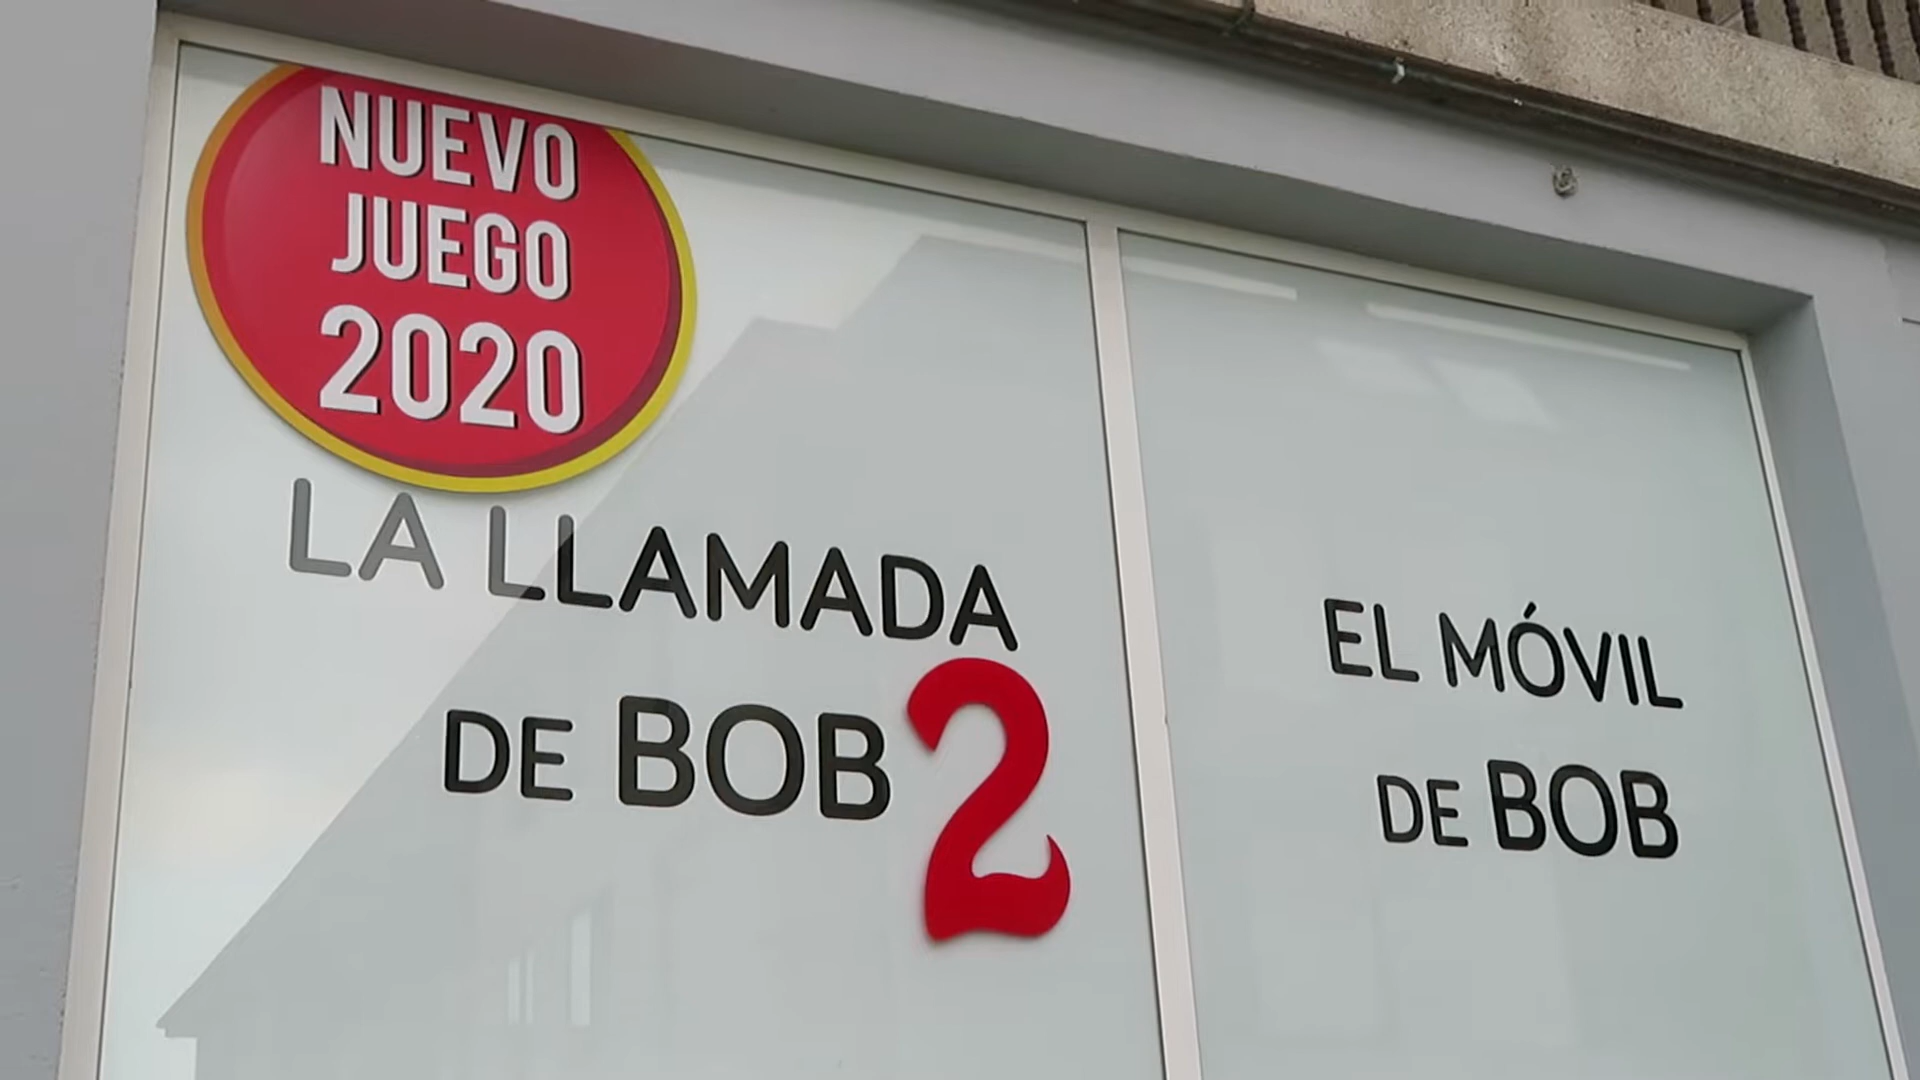 NUEVO
JUEGO
2020
LA LLAMADA
DE BOB 2
EL MÓVIL
DE BOB